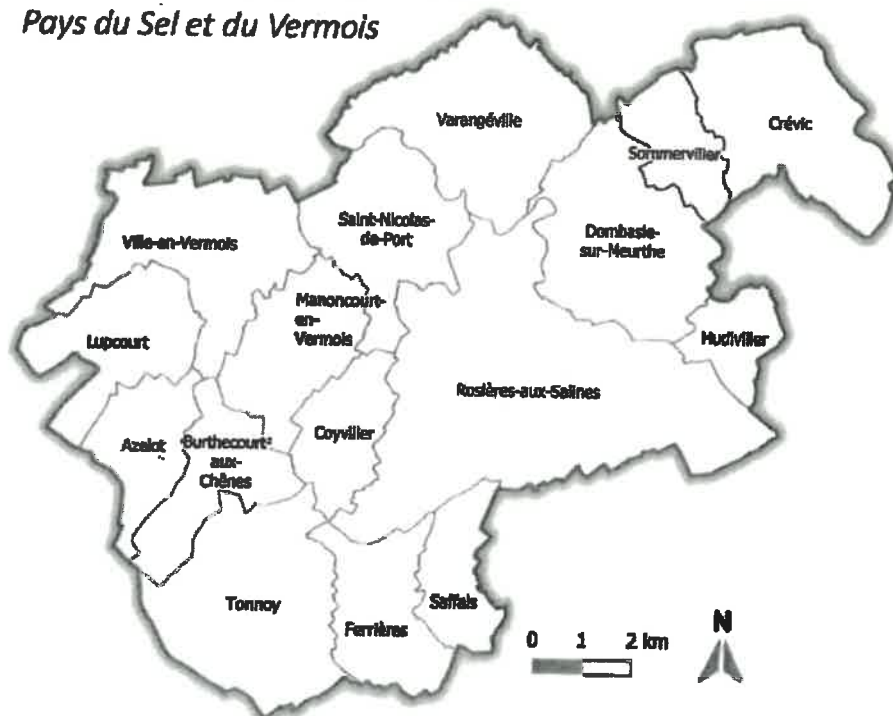 Pays du Sel et du Vermois
Varangéville
Crévic
Sommerviller
Saint-Nicolas-
de-Port
Dombasle-
sur-Meurthe
Ville-en-Vermois
Manoncourt-
en-
Vermois
Lupcourt
Hudiviller
Rosières-aux-Salines
Coyviller
Azelot
Burthecourt-
aux-
Chênes
Tonnoy
Ferrières
Saffais
0 1 2 km
N